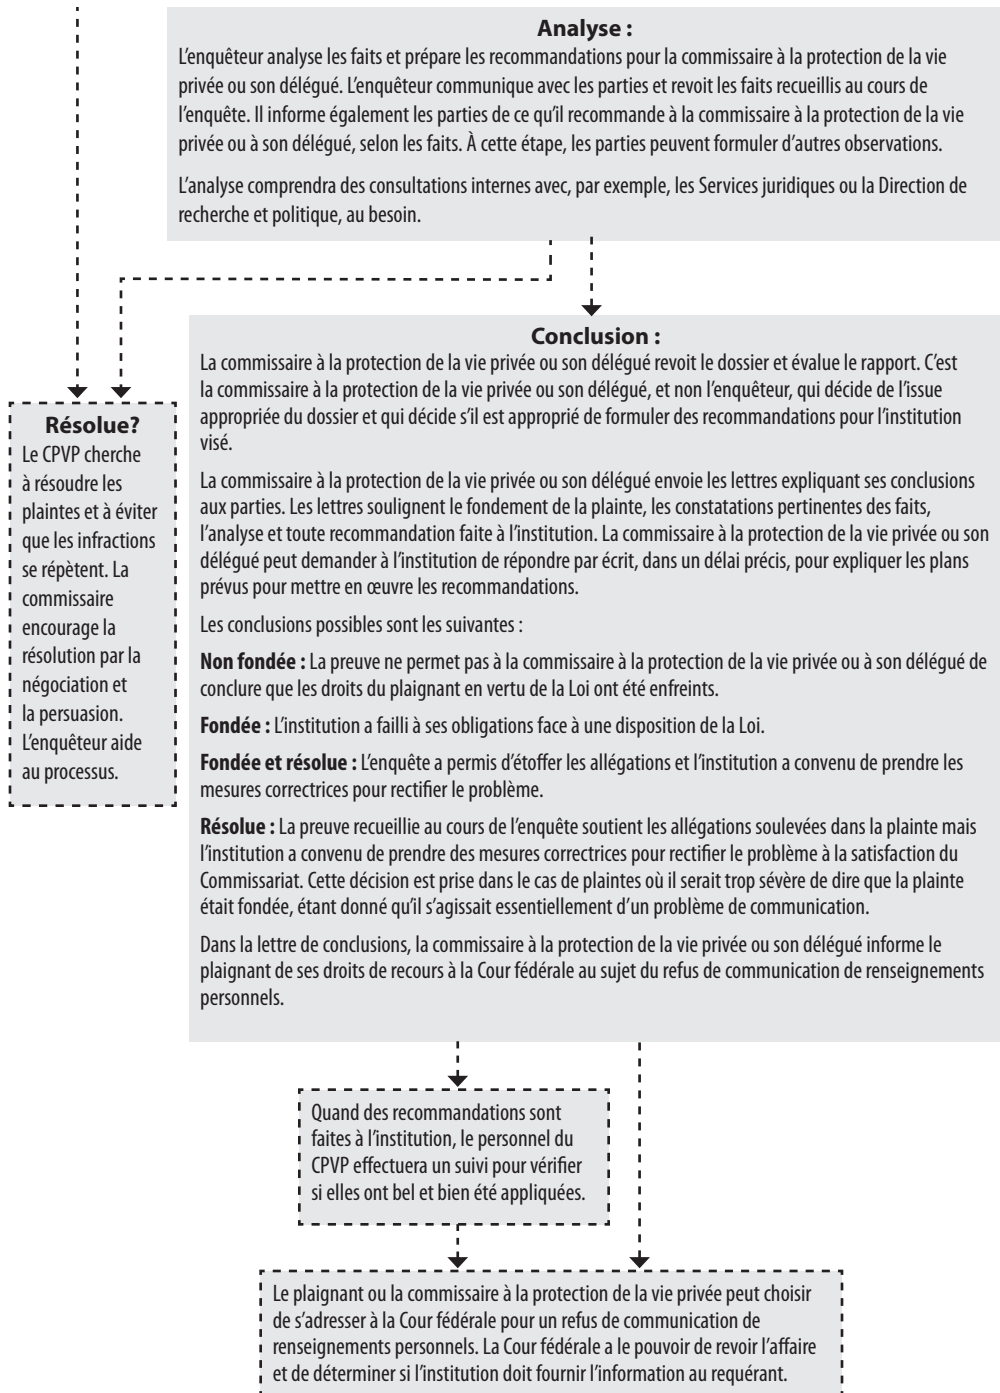 Analyse :
L'enquêteur analyse les faits et prépare les recommandations pour la commissaire à la protection de la vie
privée ou son délégué. L'enquêteur communique avec les parties et revoit les faits recueillis au cours de
l'enquête. Il informe également les parties de ce qu'il recommande à la commissaire à la protection de la vie
privée ou à son délégué, selon les faits. À cette étape, les parties peuvent formuler d'autres observations.
L'analyse comprendra des consultations internes avec, par exemple, les Services juridiques ou la Direction de
recherche et politique, au besoin.
Résolue?
Le CPVP cherche
à résoudre les
plaintes et à éviter
que les infractions
se répètent. La
commissaire
encourage la
résolution par la
négociation et
la persuasion.
L'enquêteur aide
au processus.
Conclusion :
La commissaire à la protection de la vie privée ou son délégué revoit le dossier et évalue le rapport. C'est
la commissaire à la protection de la vie privée ou son délégué, et non l'enquêteur, qui décide de l'issue
appropriée du dossier et qui décide s'il est approprié de formuler des recommandations pour l'institution
visé.
La commissaire à la protection de la vie privée ou son délégué envoie les lettres expliquant ses conclusions
aux parties. Les lettres soulignent le fondement de la plainte, les constatations pertinentes des faits,
l'analyse et toute recommandation faite à l'institution. La commissaire à la protection de la vie privée ou son
délégué peut demander à l'institution de répondre par écrit, dans un délai précis, pour expliquer les plans
prévus pour mettre en œuvre les recommandations.
Les conclusions possibles sont les suivantes :
Non fondée : La preuve ne permet pas à la commissaire à la protection de la vie privée ou à son délégué de
conclure que les droits du plaignant en vertu de la Loi ont été enfreints.
Fondée : L'institution a failli à ses obligations face à une disposition de la Loi.
Fondée et résolue : L'enquête a permis d'étoffer les allégations et l'institution a convenu de prendre les
mesures correctrices pour rectifier le problème.
Résolue : La preuve recueillie au cours de l'enquête soutient les allégations soulevées dans la plainte mais
l'institution a convenu de prendre des mesures correctrices pour rectifier le problème à la satisfaction du
Commissariat. Cette décision est prise dans le cas de plaintes où il serait trop sévère de dire que la plainte
était fondée, étant donné qu'il s'agissait essentiellement d'un problème de communication.
Dans la lettre de conclusions, la commissaire à la protection de la vie privée ou son délégué informe le
plaignant de ses droits de recours à la Cour fédérale au sujet du refus de communication de renseignements
personnels.
Quand des recommandations sont
faites à l'institution, le personnel du
CPVP effectuera un suivi pour vérifier
si elles ont bel et bien été appliquées.
Le plaignant ou la commissaire à la protection de la vie privée peut choisir
de s'adresser à la Cour fédérale pour un refus de communication de
renseignements personnels. La Cour fédérale a le pouvoir de revoir l'affaire
et de déterminer si l'institution doit fournir l'information au requérant.